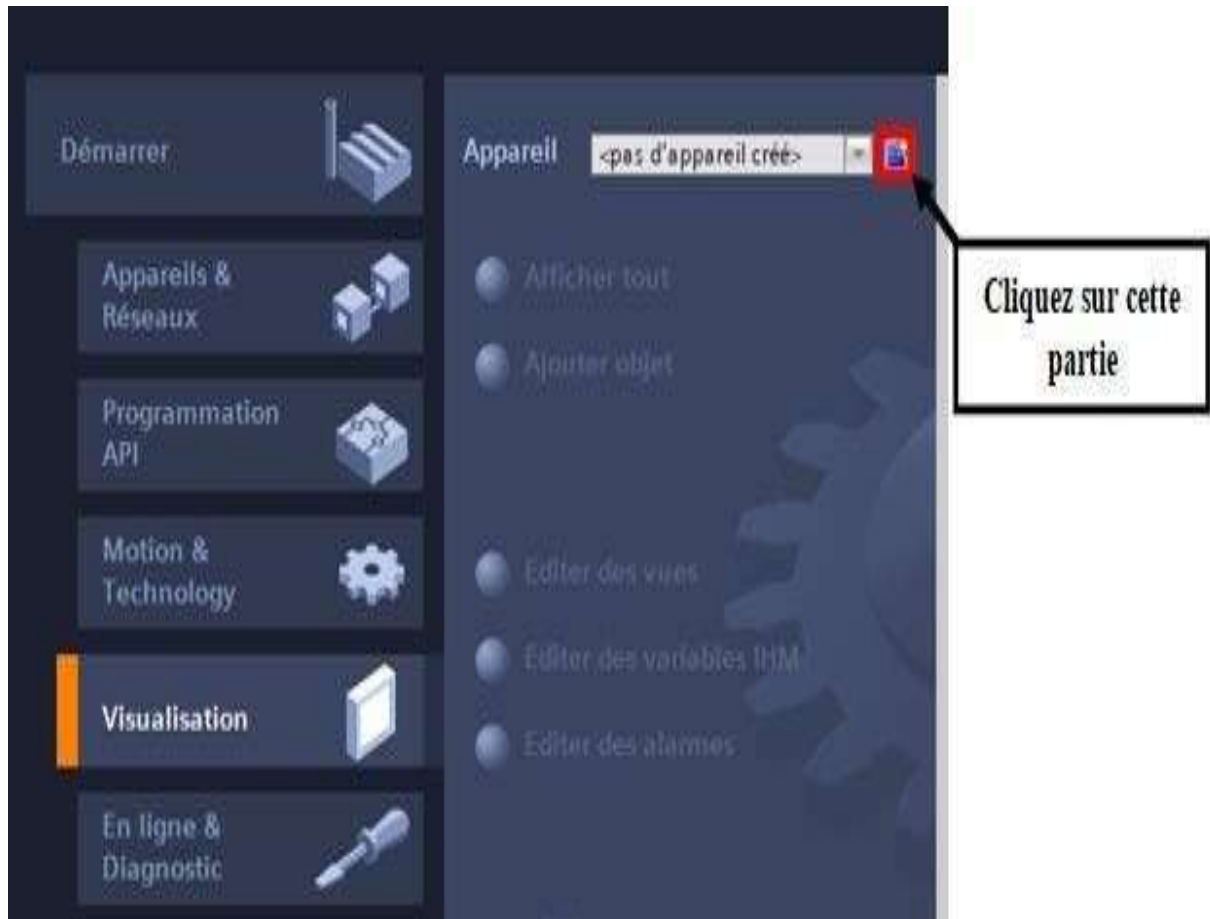 Démarrer
Appareils &
Réseaux
Programmation
API
Motion &
Technology
Visualisation
En ligne &
Diagnostic
Appareil <pas d'appareil créé>
Afficher tout
Ajouter objet
Editer des vues
Editer des variables IHM
Editer des alarmes
Cliquez sur cette
partie